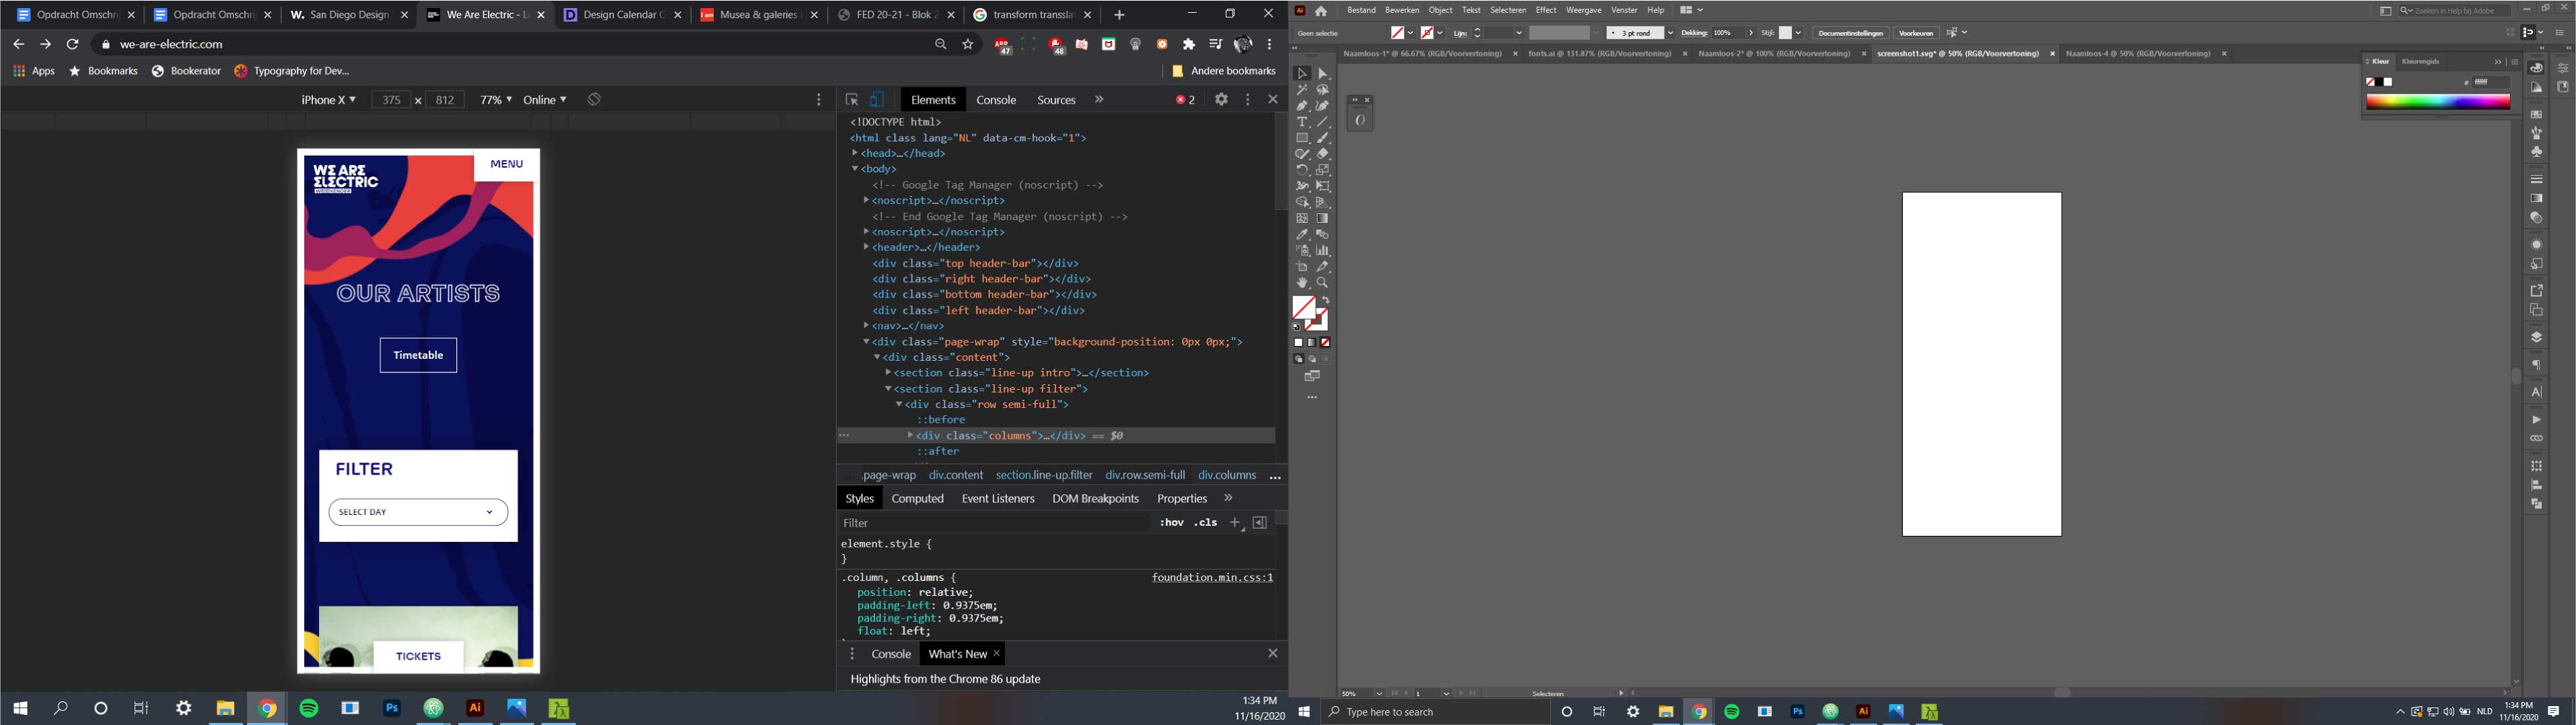 Opdracht Omschrij
Opdracht Omschrij
San Diego Design
We Are Electric - Li
Design Calendar C
Musea & galeries
FED 20-21 - Blok 2
transform transsla
we-are-electric.com
47
48
Apps
Bookmarks
Bookerator
Typography for Dev...
Andere bookmarks
iPhone X
375 x 812
77%
Online
MENU
WE ARE
ELECTRIC
WEEKENDER
OUR ARTISTS
Timetable
FILTER
SELECT DAY
TICKETS
Elements
Console
Sources
»
2
<!DOCTYPE html>
<html class lang="NL" data-cm-hook="1">
<head>…</head>
<body>
<!-- Google Tag Manager (noscript) -->
<noscript>…</noscript>
<!-- End Google Tag Manager (noscript) -->
<noscript>…</noscript>
<header>…</header>
<div class="top header-bar"></div>
<div class="right header-bar"></div>
<div class="bottom header-bar"></div>
<div class="left header-bar"></div>
<nav>…</nav>
<div class="page-wrap" style="background-position: 0px 0px;">
<div class="content">
<section class="line-up intro">…</section>
<section class="line-up filter">
<div class="row semi-full">
::before
<div class="columns">…</div> == $0
::after
.page-wrap
div.content
section.line-up.filter
div.row.semi-full
div.columns
...
Styles
Computed
Event Listeners
DOM Breakpoints
Properties
»
Filter
:hov
.cls
element.style {
}
.column, .columns {
foundation.min.css:1
position: relative;
padding-left: 0.9375em;
padding-right: 0.9375em;
float: left;
Console
What's New
Highlights from the Chrome 86 update
1:34 PM
11/16/2020
Bestand
Bewerken
Object
Tekst
Selecteren
Effect
Weergave
Venster
Help
Zoeken in Help bij Adobe
Geen selectie
Lijn:
3 pt rond
Dekking:
100%
Stijl:
Documentinstellingen
Voorkeuren
Naamloos-1* @ 66.67% (RGB/Voorvertoning)
fonts.ai @ 131.87% (RGB/Voorvertoning)
Naamloos-2* @ 100% (RGB/Voorvertoning)
screenshot1.svg* @ 50% (RGB/Voorvertoning)
Naamloos-4 @ 50% (RGB/Voorvertoning)
Kleur
Kleurengids
#
50%
1
Selecteren
Type here to search
NLD
1:34 PM
11/16/2020